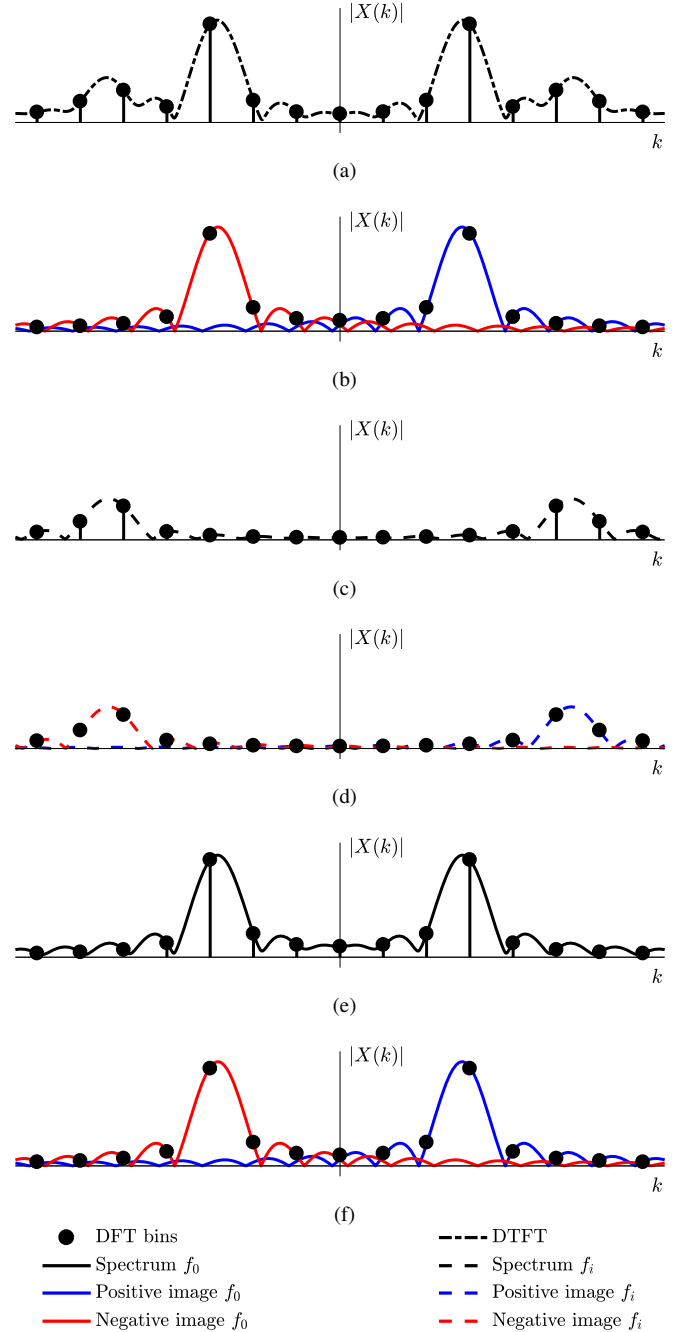 |X(k)|
k
(a)
|X(k)|
k
(b)
|X(k)|
k
(c)
|X(k)|
k
(d)
|X(k)|
k
(e)
|X(k)|
k
(f)
DFT bins
DTFT
Spectrum f₀
Spectrum fᵢ
Positive image f₀
Positive image fᵢ
Negative image f₀
Negative image fᵢ